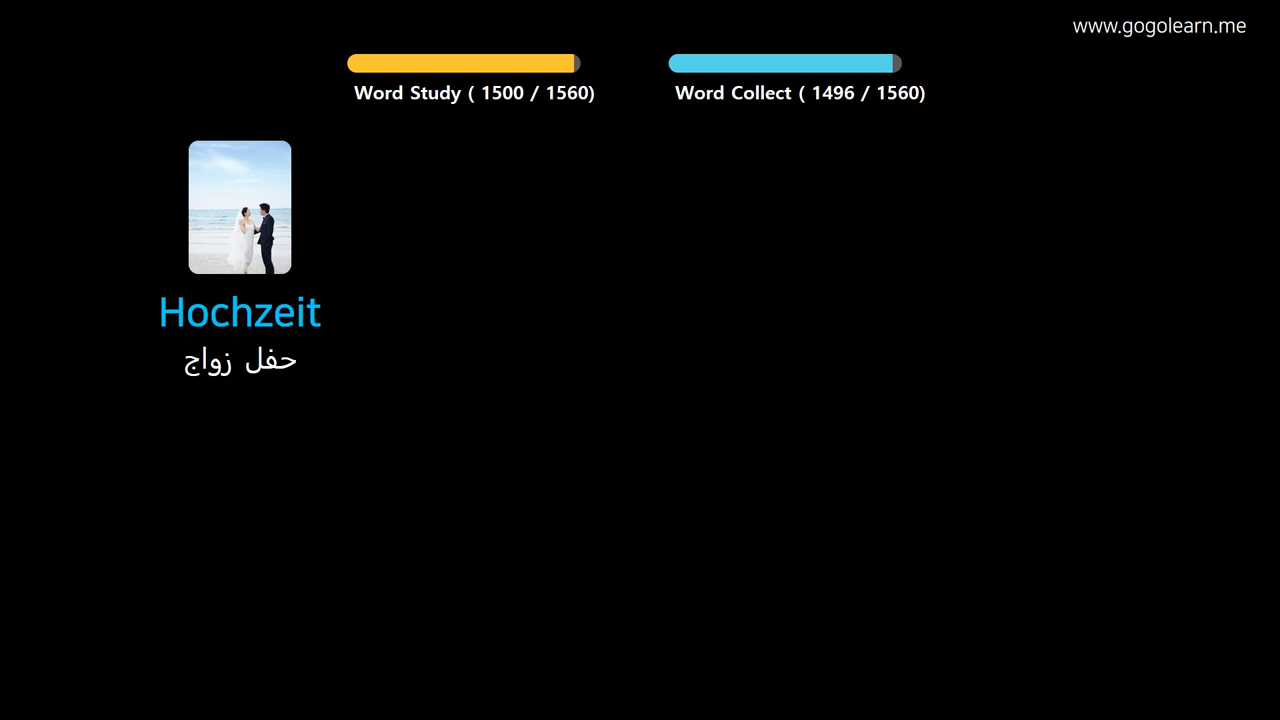 www.gogolearn.me
Word Study ( 1500 / 1560)
Word Collect ( 1496 / 1560)
Hochzeit
حفل زواج